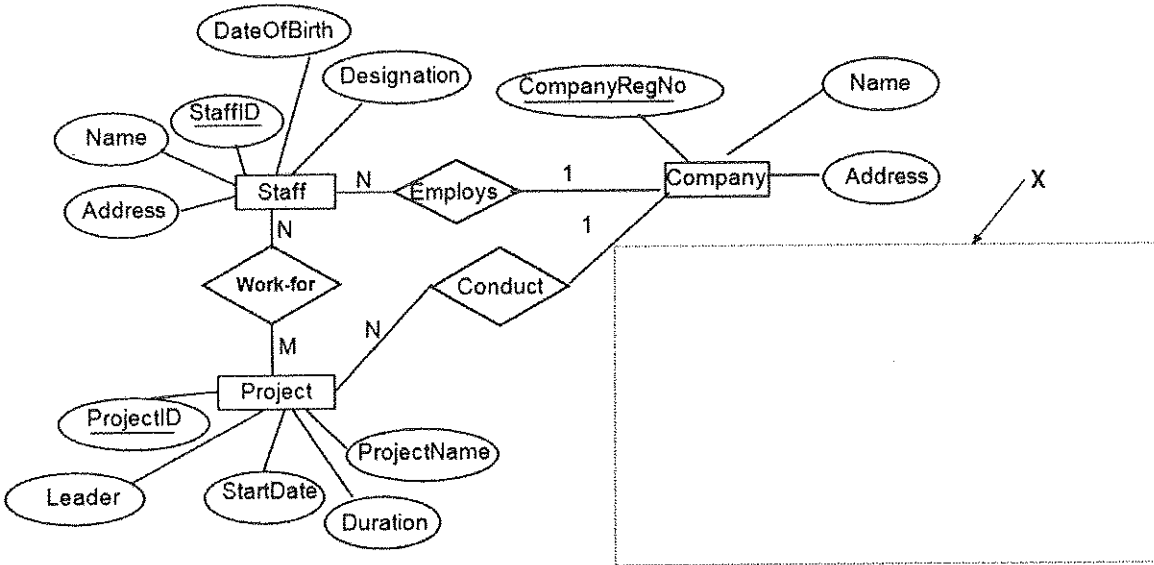 DateOfBirth
Designation
CompanyRegNo
Name
StaffID
Name
Staff
N
Employs
1
Company
Address
X
Address
N
1
Work-for
Conduct
N
M
Project
ProjectID
ProjectName
Leader
StartDate
Duration